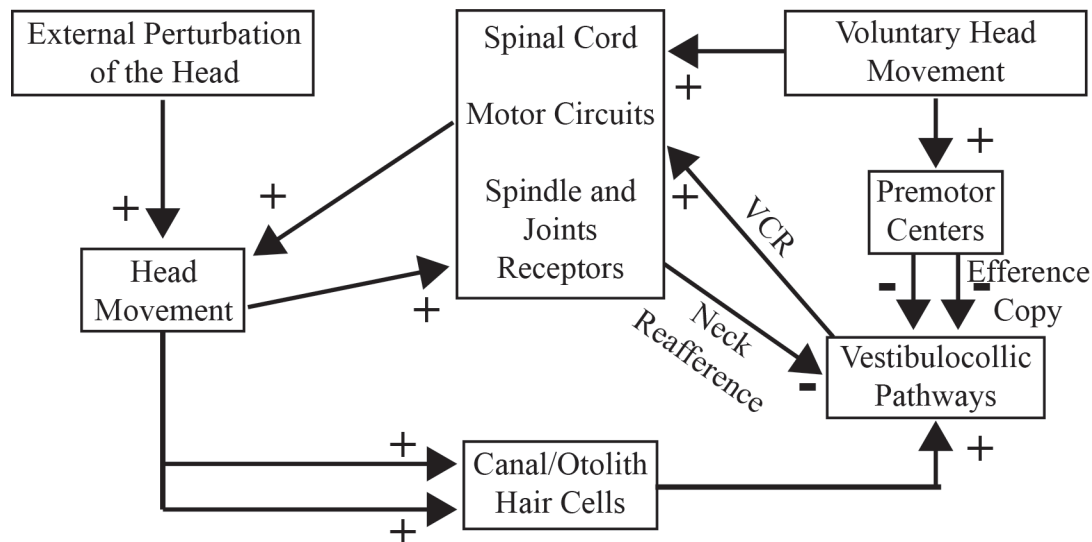 External Perturbation
of the Head
+
Head
Movement
+
+
Spinal Cord
Motor Circuits
Spindle and
Joints
Receptors
+
+
Voluntary Head
Movement
+
Premotor
Centers
-
-
Efference
Copy
VCR
Neck
Reafference
-
Vestibulocollic
Pathways
+
+
Canal/Otolith
Hair Cells
+